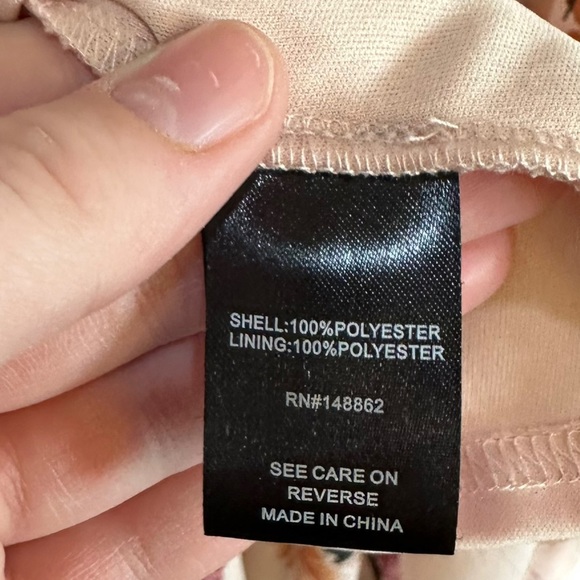 SHELL:100%POLYESTER
LINING:100%POLYESTER
RN#148862
SEE CARE ON
REVERSE
MADE IN CHINA